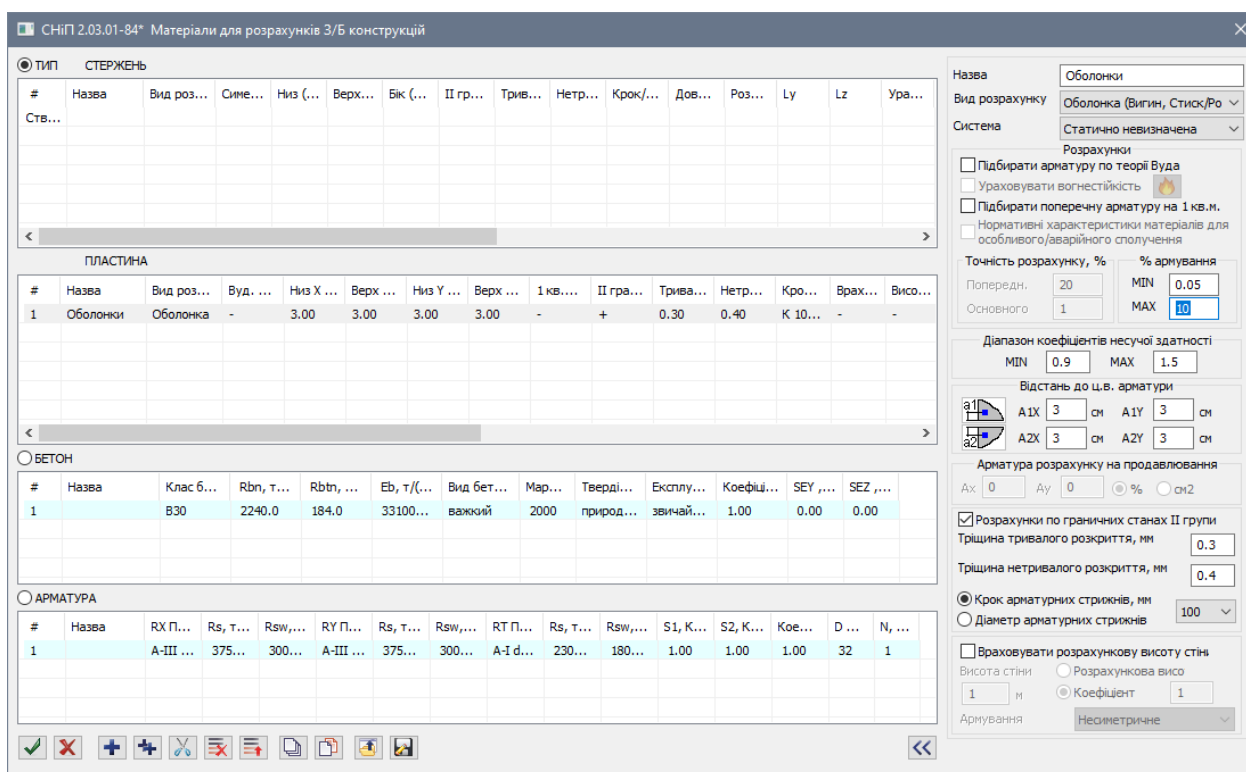 СНіП 2.03.01-84* Матеріали для розрахунків З/Б конструкцій
ТИП СТЕРЖЕНЬ
# Назва Вид роз... Симе... Низ (... Верх... Бік (... II гр... Трив... Нетр... Крок/... Дов... Роз... Ly Lz Ура...
Ств...
ПЛАСТИНА
# Назва Вид роз... Вуд. ... Низ X ... Верх ... Низ Y ... Верх ... 1 кв.... II гра... Трива... Нетр... Кро... Врах... Висо...
1 Оболонки Оболонка - 3.00 3.00 3.00 3.00 - + 0.30 0.40 К 10... - -
БЕТОН
# Назва Клас б... Rbn, т... Rbtn, ... Eb, т/(... Вид бет... Мар... Тверді... Експлу... Коефіці... SEY ,... SEZ ,...
1 B30 2240.0 184.0 33100... важкий 2000 природ... звичай... 1.00 0.00 0.00
АРМАТУРА
# Назва RX П... Rs, т... Rsw,... RY П... Rs, т... Rsw,... RT П... Rs, т... Rsw,... S1, К... S2, К... Кое... D ... N, ...
1 A-III ... 375... 300... A-III ... 375... 300... A-I d... 230... 180... 1.00 1.00 1.00 32 1
Назва Оболонки
Вид розрахунку Оболонка (Вигин, Стиск/Ро
Система Статично невизначена
Розрахунки
Підбирати арматуру по теорії Вуда
Ураховувати вогнестійкість
Підбирати поперечну арматуру на 1 кв.м.
Нормативні характеристики матеріалів для
особливого/аварійного сполучення
Точність розрахунку, % % армування
Попередн. 20 MIN 0.05
Основного 1 MAX 10
Діапазон коефіцієнтів несучої здатності
MIN 0.9 MAX 1.5
Відстань до ц.в. арматури
a1 A1X 3 см A1Y 3 см
a2 A2X 3 см A2Y 3 см
Арматура розрахунку на продавлювання
Ax 0 Ay 0 % см2
Розрахунки по граничних станах II групи
Тріщина тривалого розкриття, мм 0.3
Тріщина нетривалого розкриття, мм 0.4
Крок арматурних стрижнів, мм 100
Діаметр арматурних стрижнів
Враховувати розрахункову висоту стін
Висота стіни Розрахункова висо
1 м Коефіцієнт 1
Армування Несиметричне